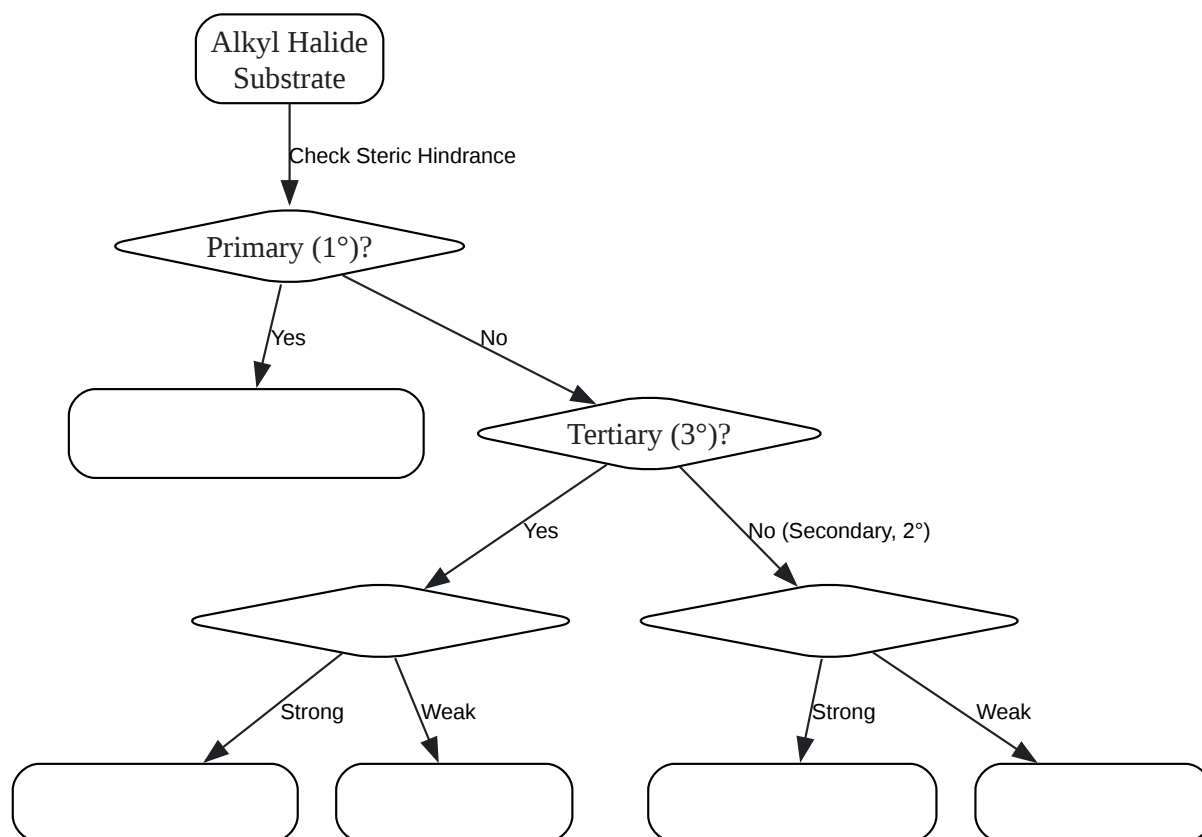 Alkyl Halide
Substrate
Check Steric Hindrance
Primary (1°)?
Yes
No
Tertiary (3°)?
Yes
No (Secondary, 2°)
Strong
Weak
Strong
Weak